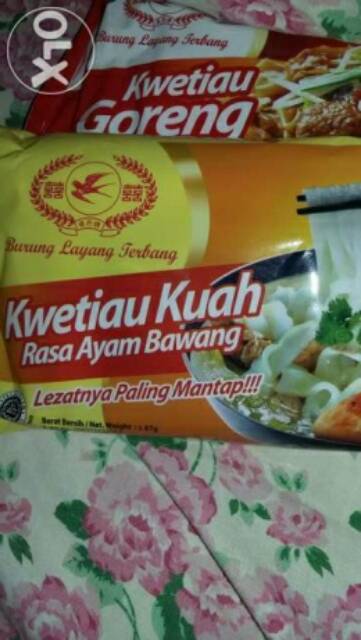 OLX
Burung Layang Terbang
Kwetiau
Goreng
Burung Layang Terbang
Kwetiau Kuah
Rasa Ayam Bawang
Lezatnya Paling Mantap!!!
Berat Bersih / Net. Weight :